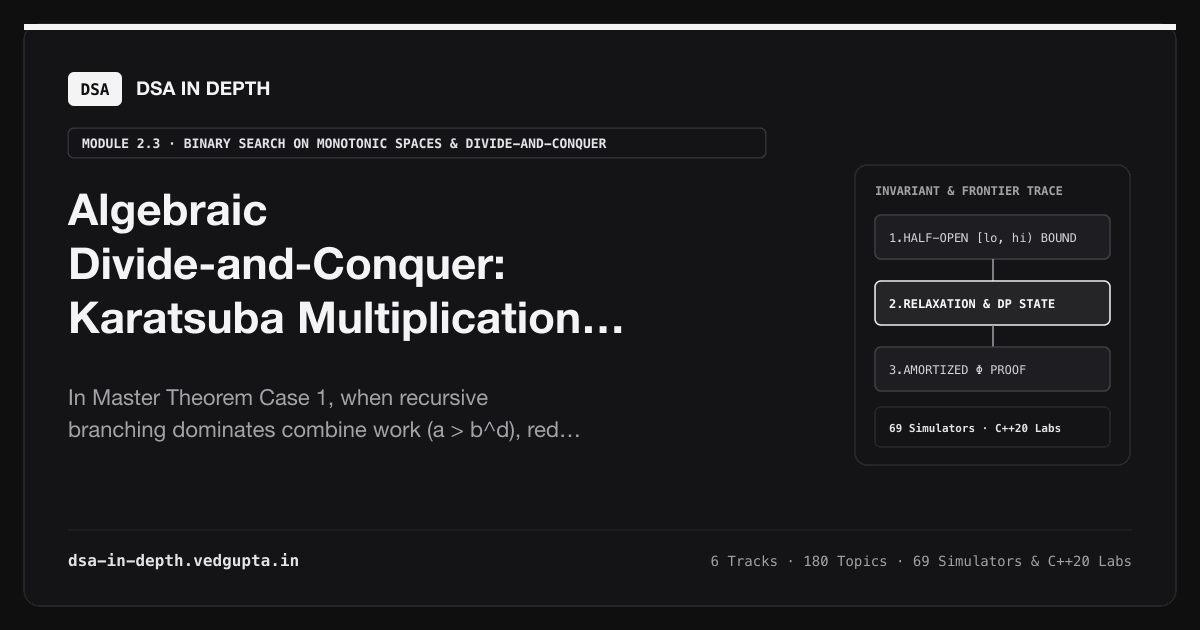 DSA
DSA IN DEPTH
MODULE 2.3 · BINARY SEARCH ON MONOTONIC SPACES & DIVIDE-AND-CONQUER
Algebraic
Divide-and-Conquer:
Karatsuba Multiplication…
In Master Theorem Case 1, when recursive
branching dominates combine work (a > b^d), red…
INVARIANT & FRONTIER TRACE
1.HALF-OPEN [lo, hi) BOUND
2.RELAXATION & DP STATE
3.AMORTIZED Φ PROOF
69 Simulators · C++20 Labs
dsa-in-depth.vedgupta.in
6 Tracks · 180 Topics · 69 Simulators & C++20 Labs